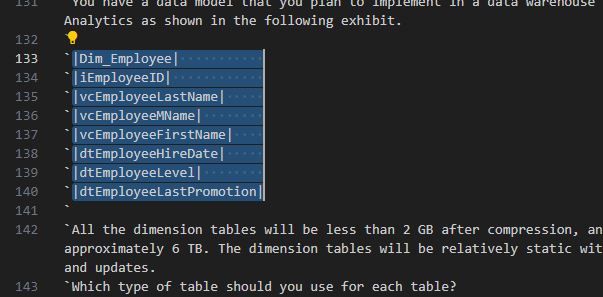 131 `You have a data model that you plan to implement in a data warehouse
Analytics as shown in the following exhibit.
132 `
133 `|Dim_Employee|
134 `|iEmployeeID|
135 `|vcEmployeeLastName|
136 `|vcEmployeeMName|
137 `|vcEmployeeFirstName|
138 `|dtEmployeeHireDate|
139 `|dtEmployeeLevel|
140 `|dtEmployeeLastPromotion|
141 `
142 `All the dimension tables will be less than 2 GB after compression, an
approximately 6 TB. The dimension tables will be relatively static wit
and updates.
143 `Which type of table should you use for each table?